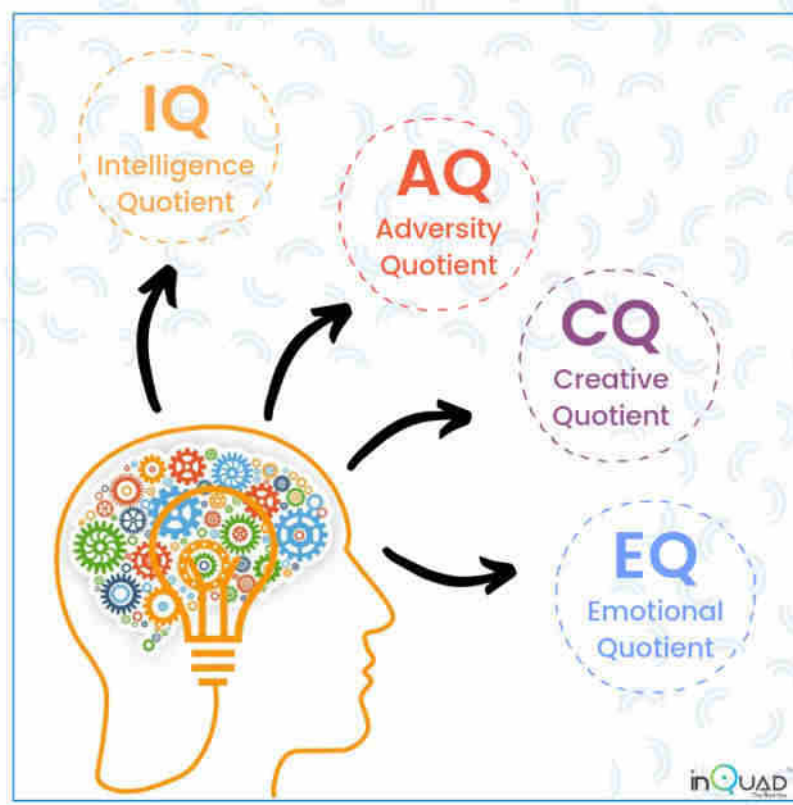 IQ
Intelligence
Quotient
AQ
Adversity
Quotient
CQ
Creative
Quotient
EQ
Emotional
Quotient
inQUAD